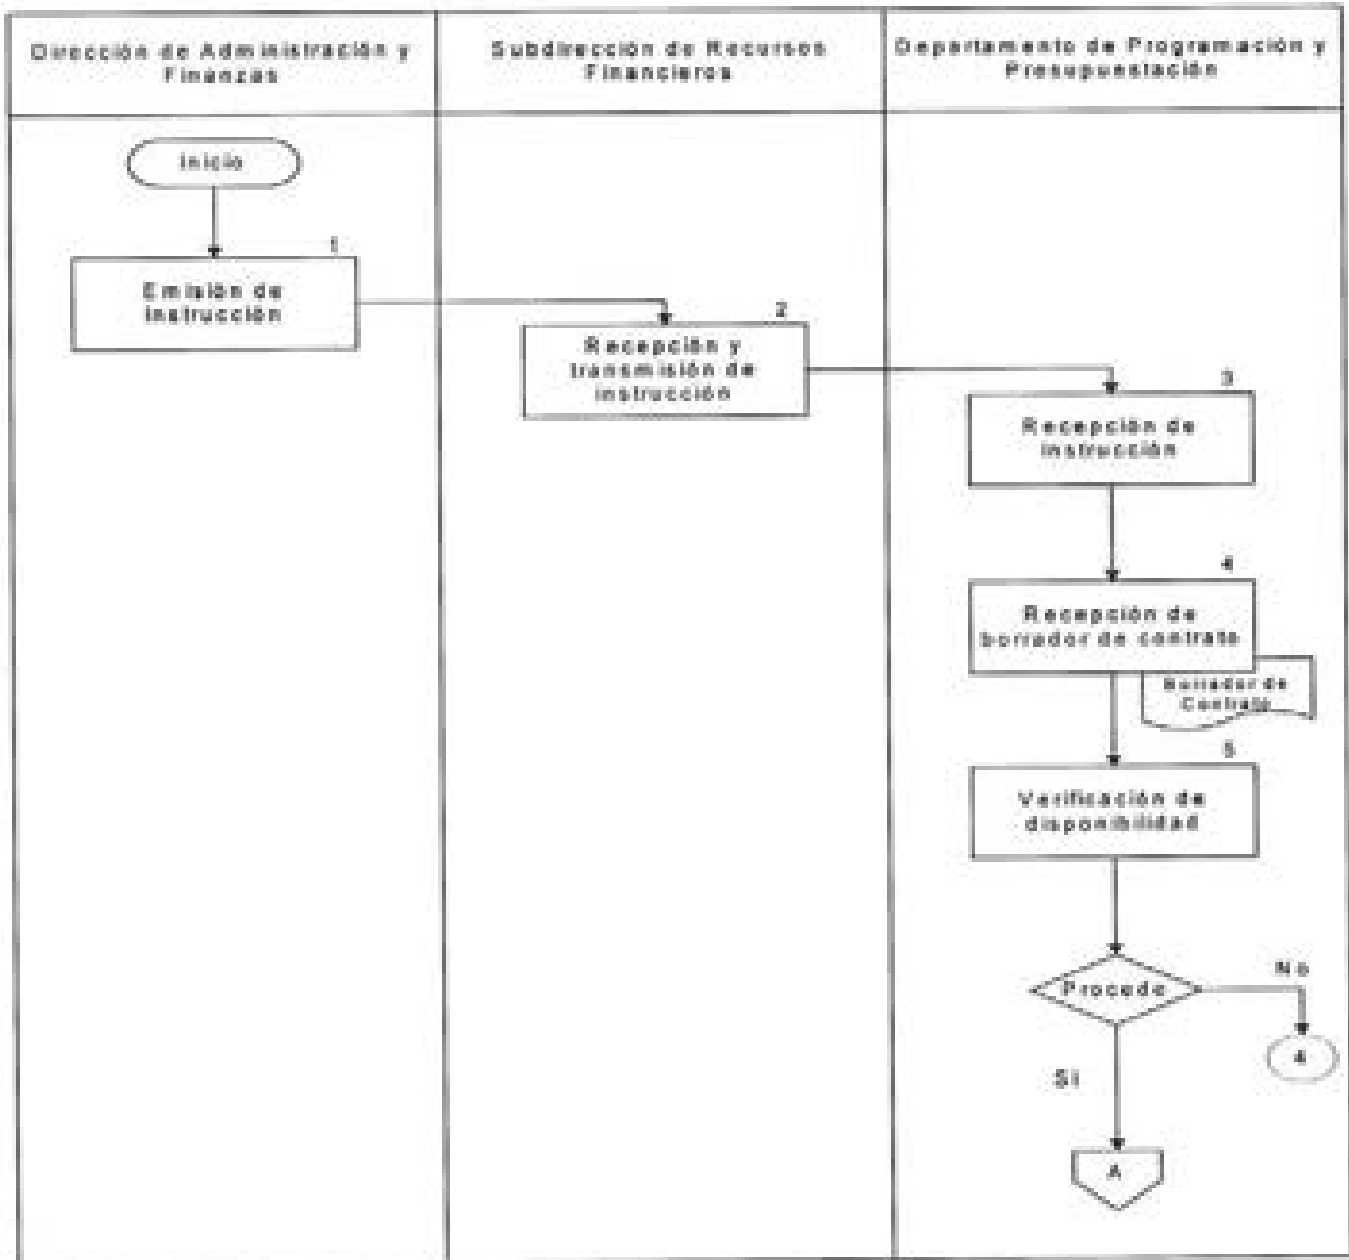 Dirección de Administración y
Finanzas
Subdirección de Recursos
Financieros
Departamento de Programación y
Presupuestación
Inicio
1
Emisión de
instrucción
2
Recepción y
transmisión de
instrucción
3
Recepción de
instrucción
4
Recepción de
borrador de contrato
Borrador de
Contrato
5
Verificación de
disponibilidad
Procede
No
4
Si
A